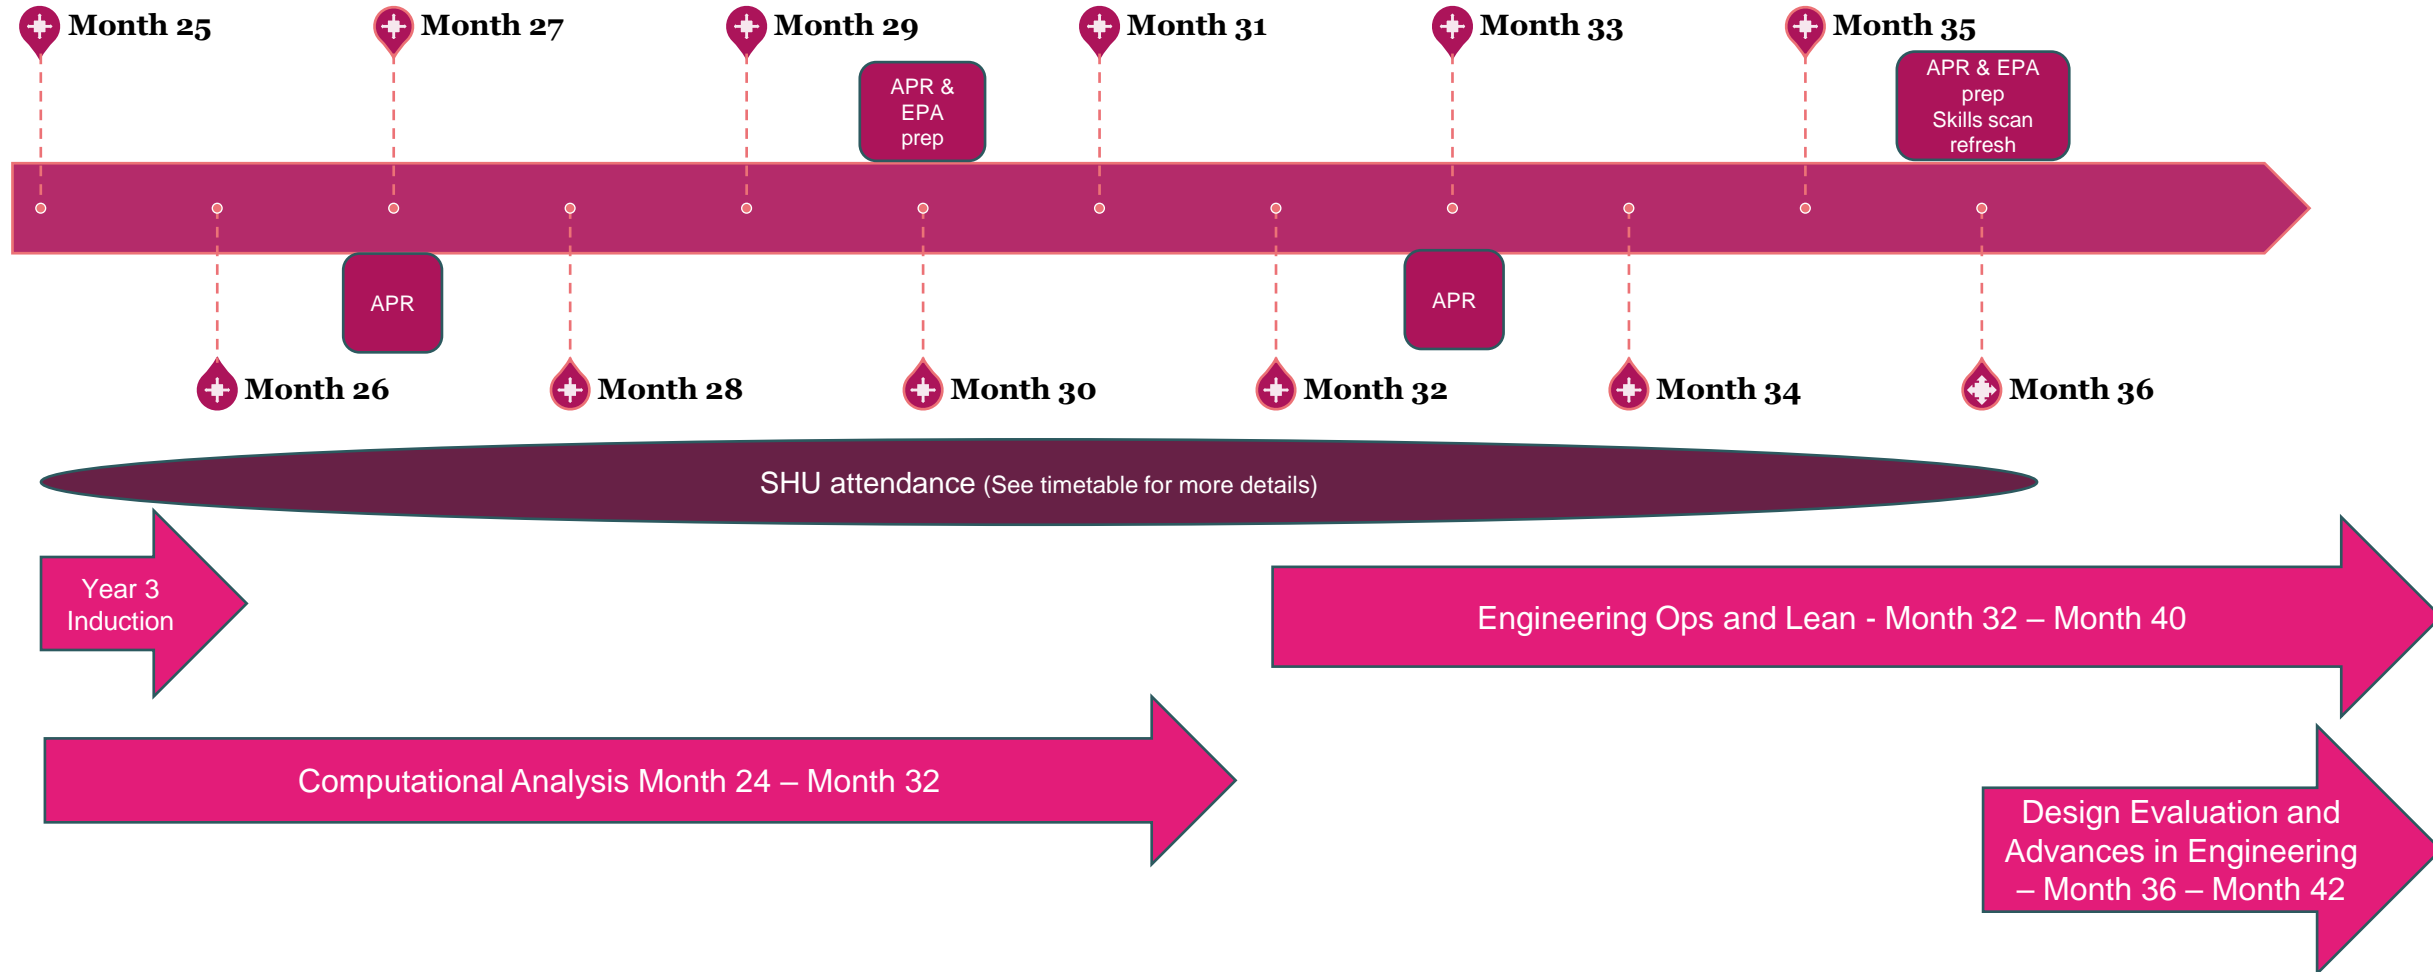 Month 25
Month 27
Month 29
Month 31
Month 33
Month 35
APR &
EPA
prep
APR & EPA
prep
Skills scan
refresh
APR
APR
Month 26
Month 28
Month 30
Month 32
Month 34
Month 36
SHU attendance (See timetable for more details)
Year 3
Induction
Engineering Ops and Lean - Month 32 – Month 40
Computational Analysis Month 24 – Month 32
Design Evaluation and
Advances in Engineering
– Month 36 – Month 42